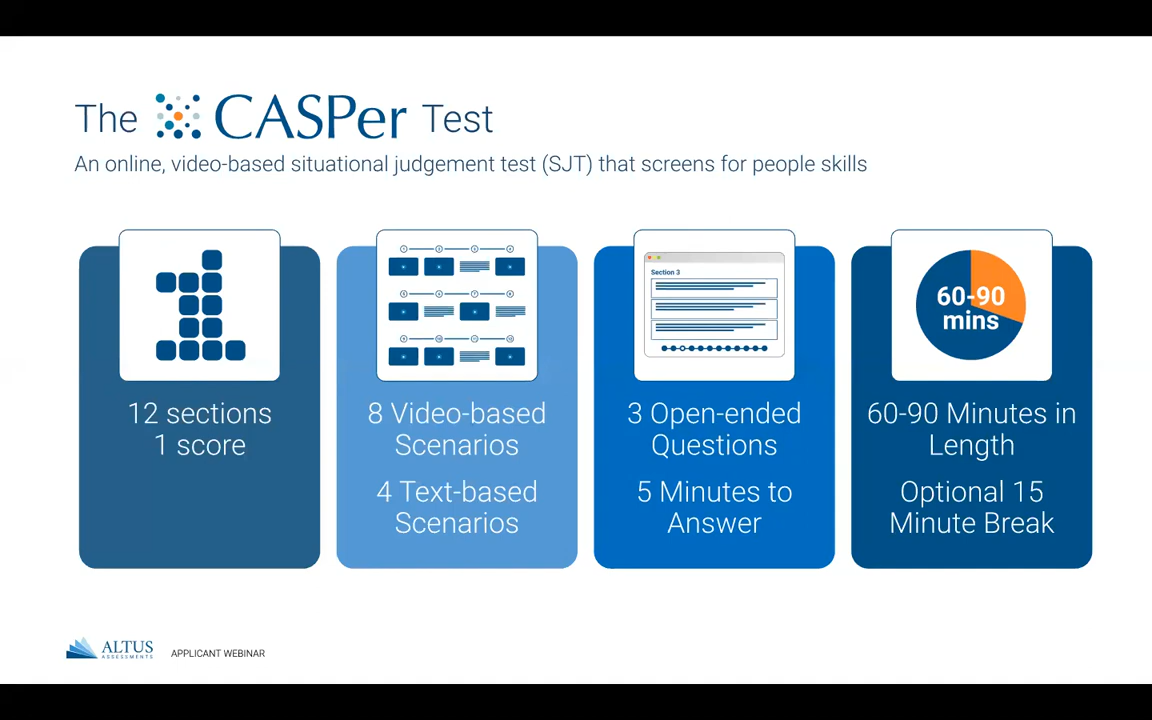 The CASPer Test
An online, video-based situational judgement test (SJT) that screens for people skills
12 sections
1 score
8 Video-based
Scenarios
4 Text-based
Scenarios
Section 3
3 Open-ended
Questions
5 Minutes to
Answer
60-90
mins
60-90 Minutes in
Length
Optional 15
Minute Break
ALTUS
ASSESSMENTS
APPLICANT WEBINAR